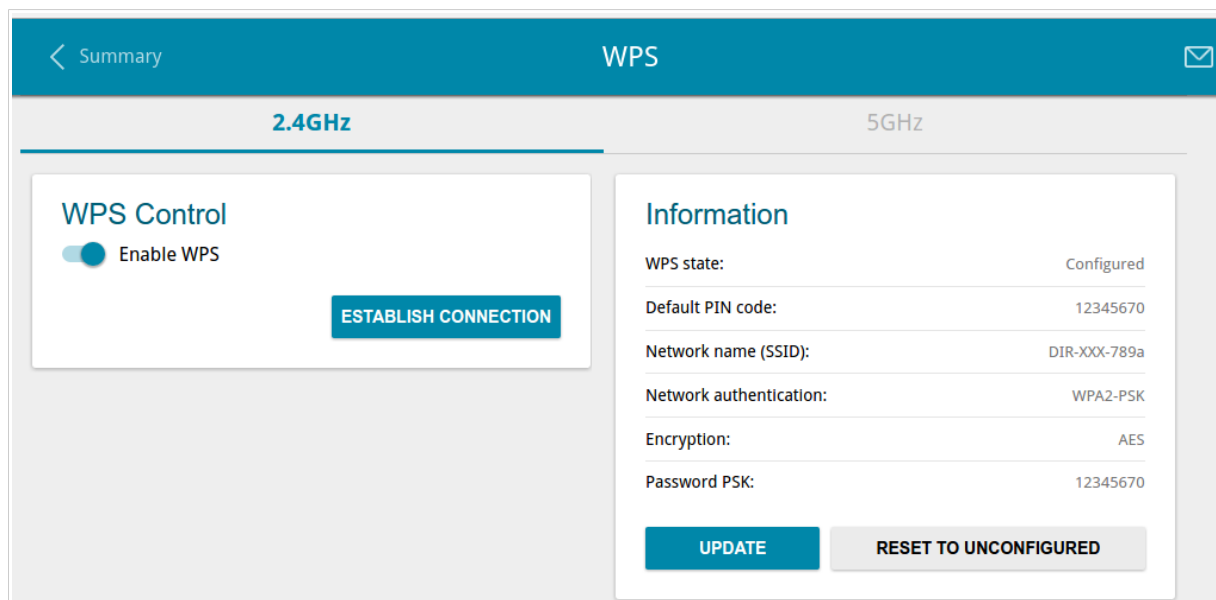 Summary
WPS
2.4GHz
5GHz
WPS Control
Enable WPS
ESTABLISH CONNECTION
Information
WPS state: Configured
Default PIN code: 12345670
Network name (SSID): DIR-XXX-789a
Network authentication: WPA2-PSK
Encryption: AES
Password PSK: 12345670
UPDATE
RESET TO UNCONFIGURED